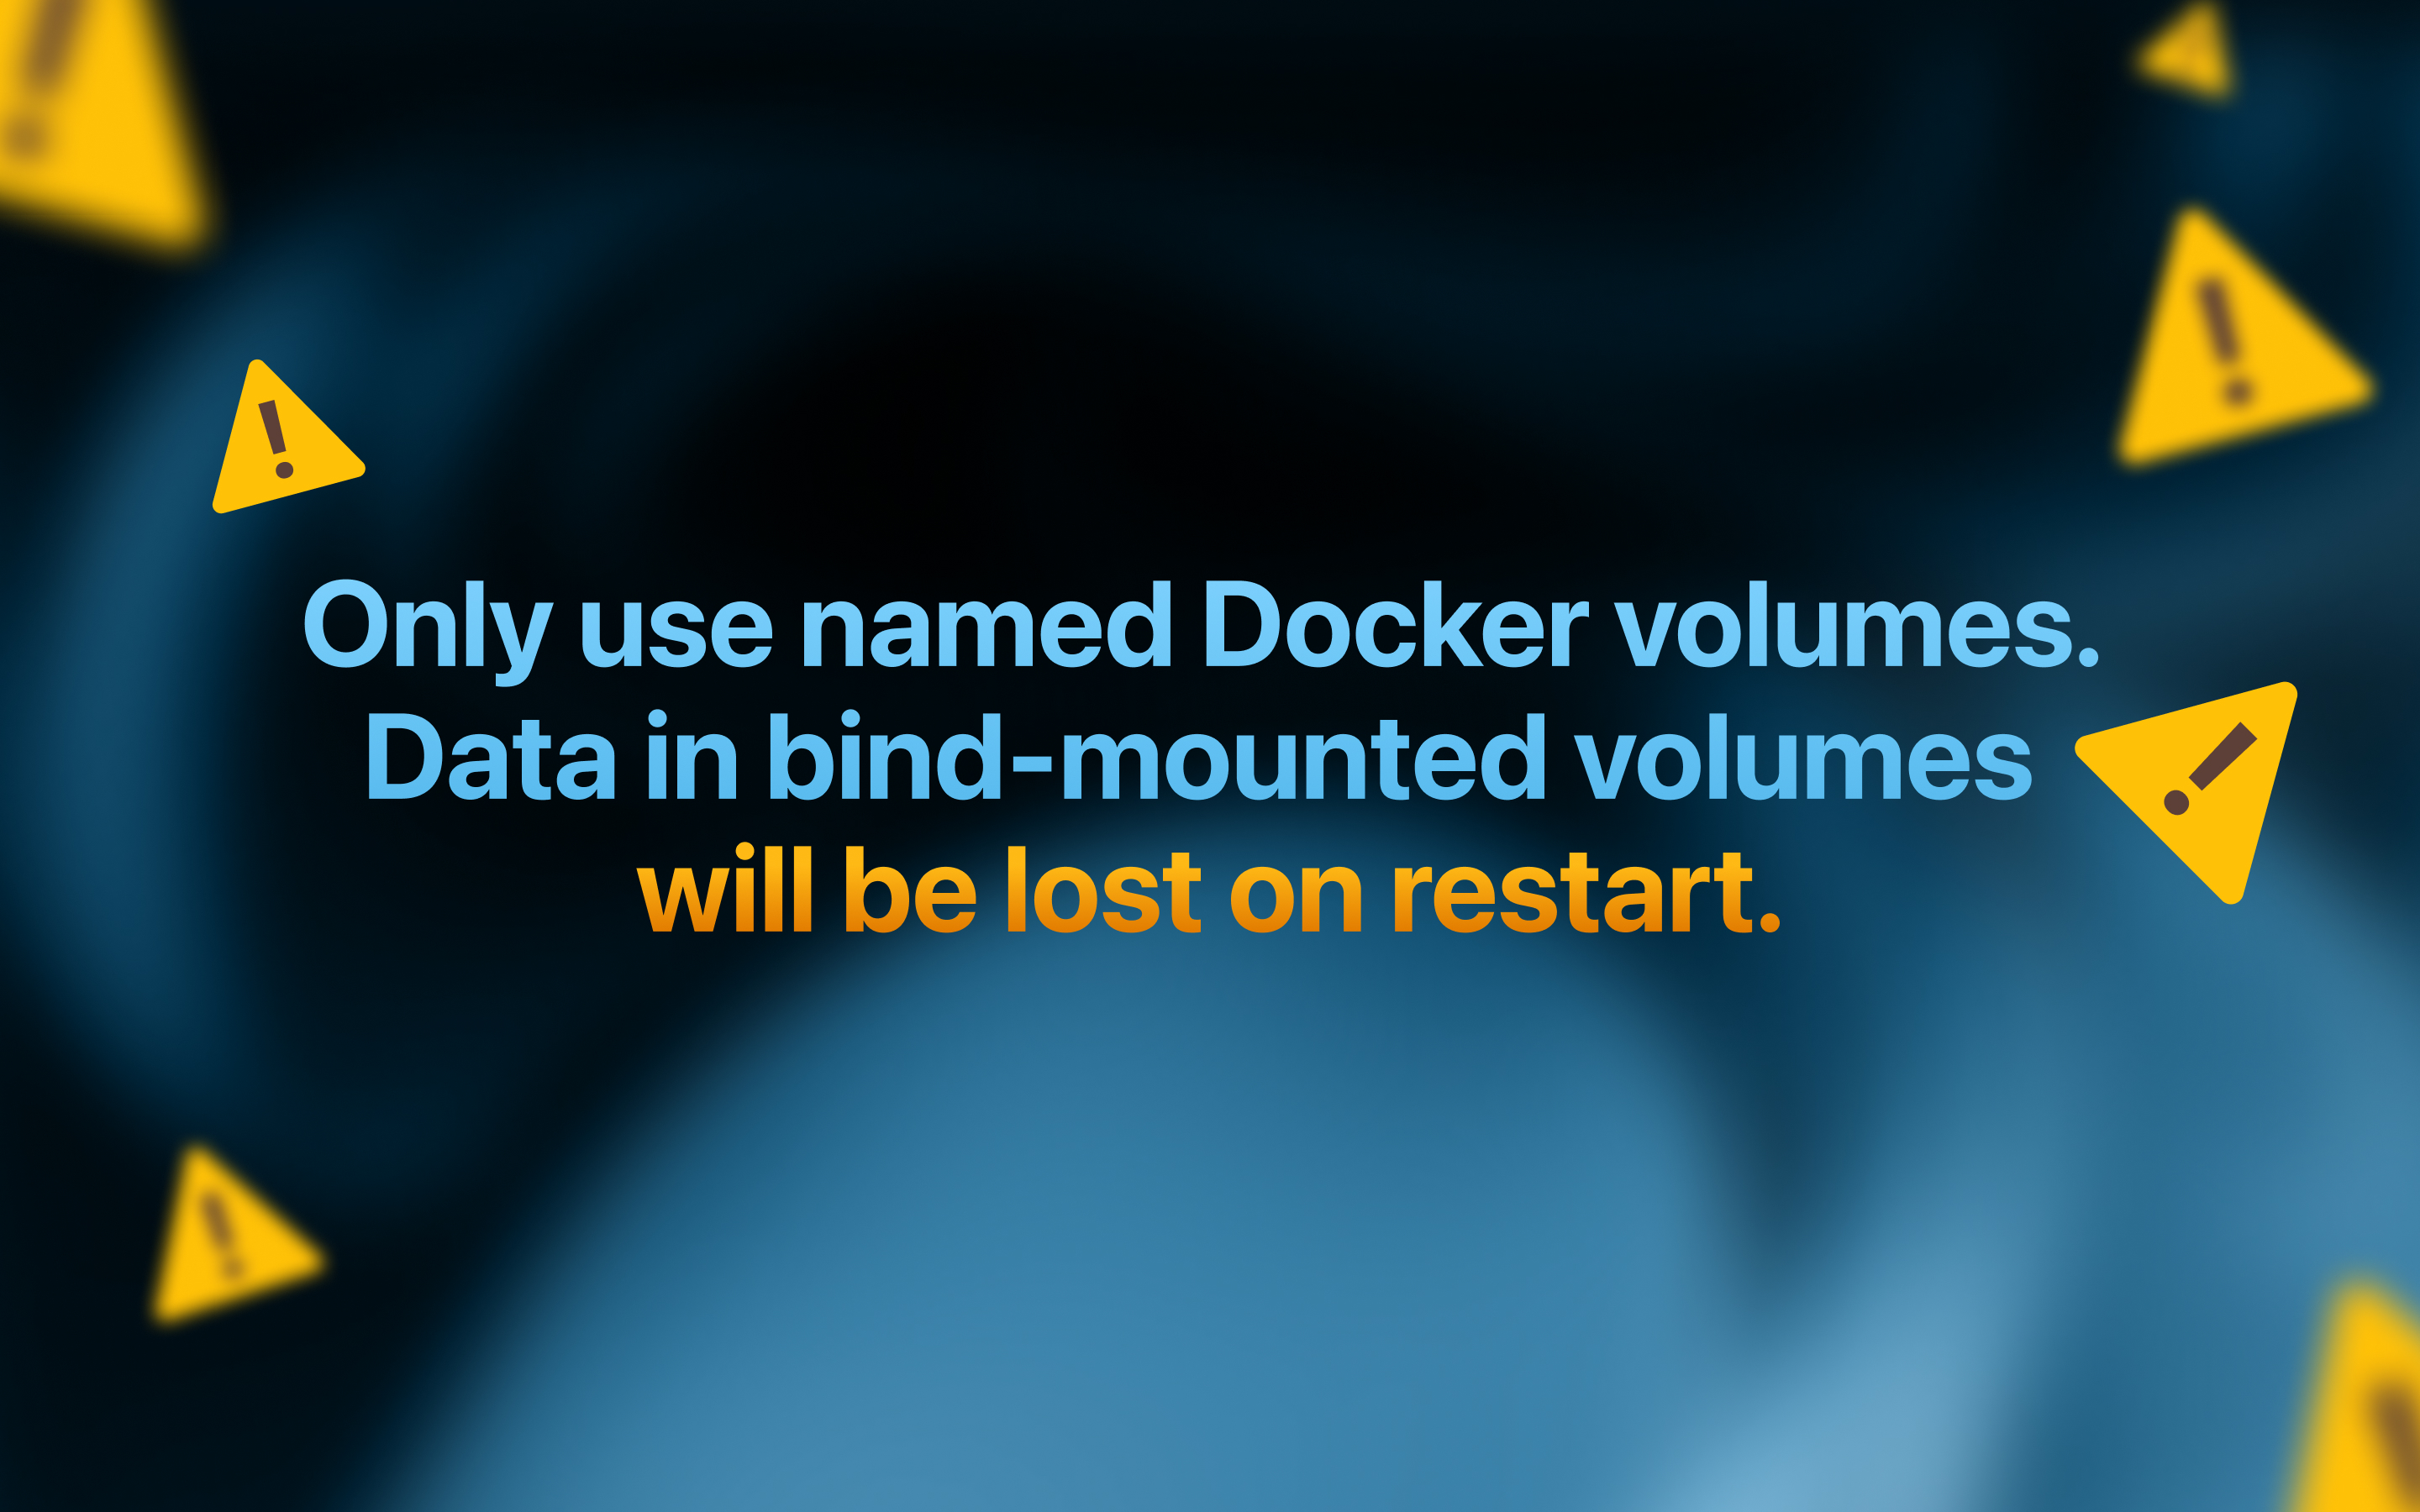 Only use named Docker volumes.
Data in bind-mounted volumes
will be lost on restart.